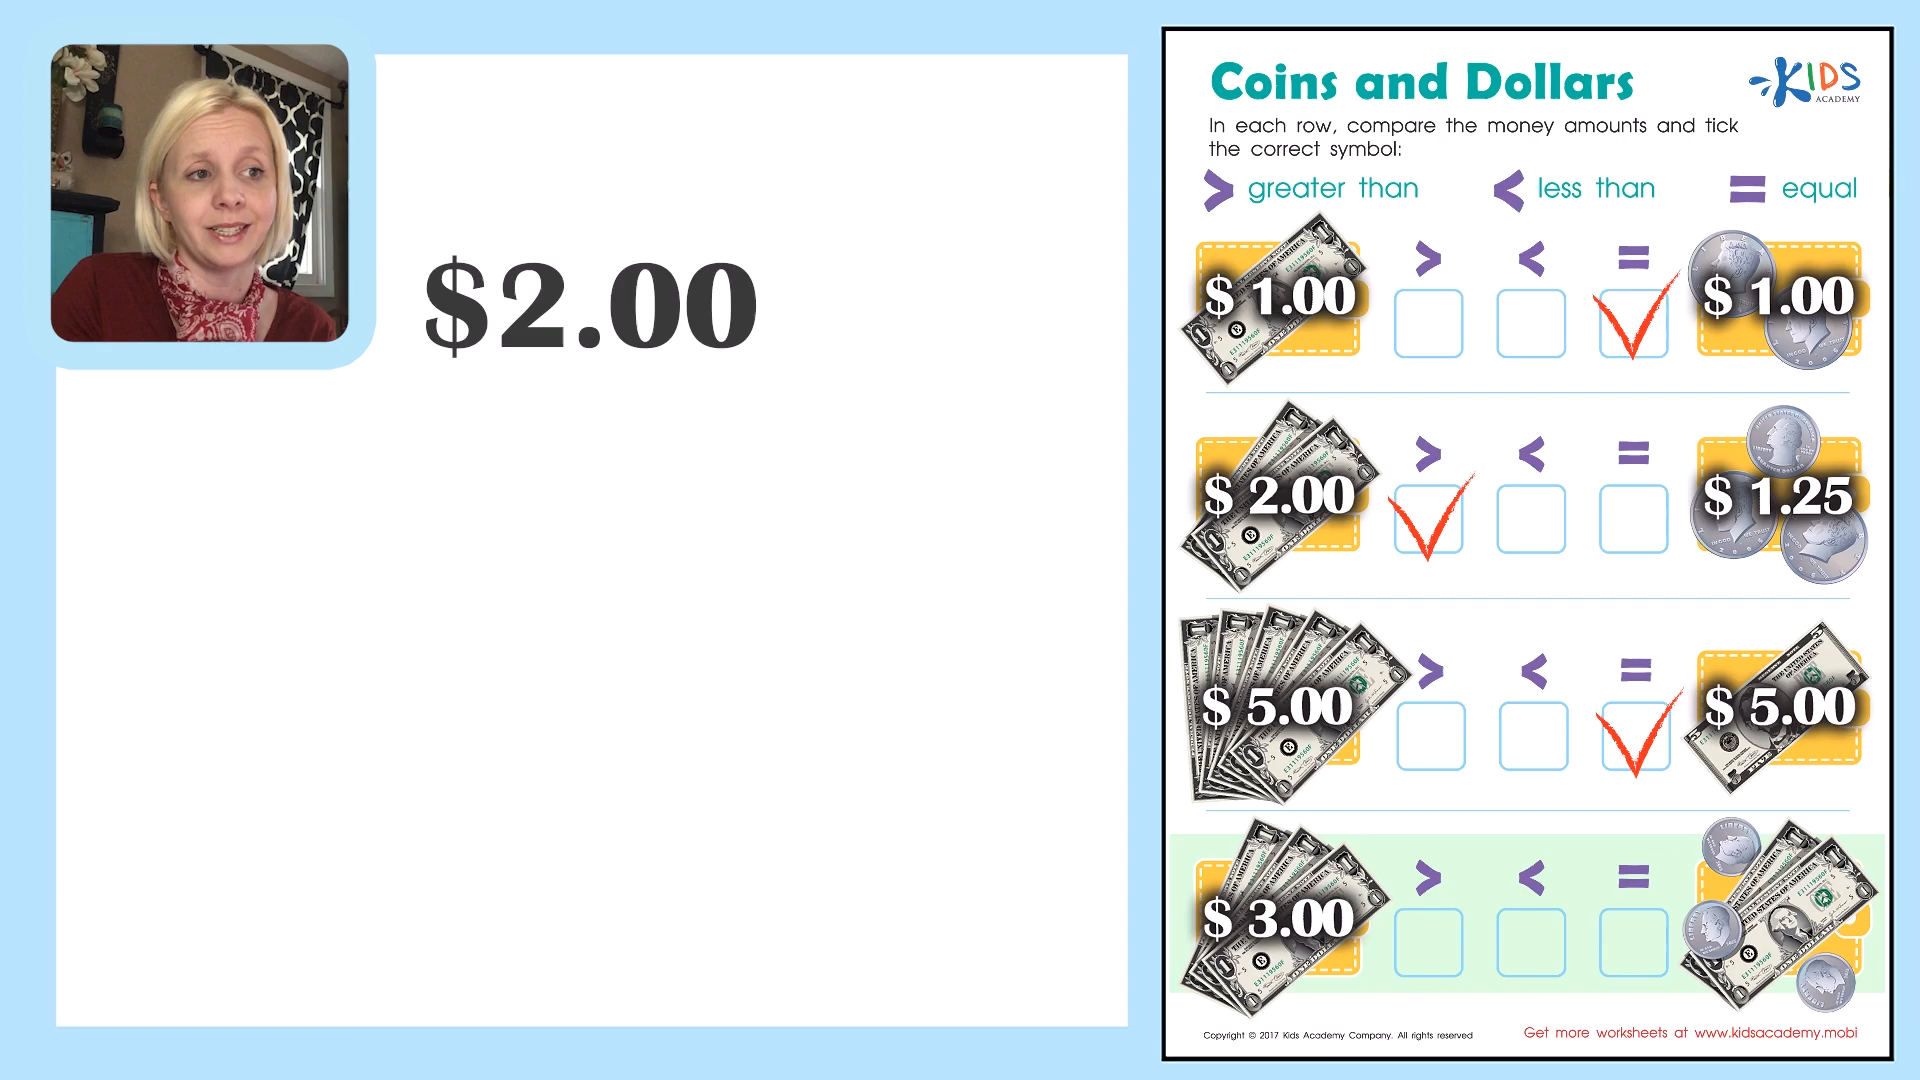 $2.00
Coins and Dollars
KIDS
ACADEMY
In each row, compare the money amounts and tick
the correct symbol:
> greater than < less than = equal
$ 1.00 > < = $ 1.00
$ 2.00 > < = $ 1.25
$ 5.00 > < = $ 5.00
$ 3.00 > < =
Copyright © 2017 Kids Academy Company. All rights reserved
Get more worksheets at www.kidsacademy.mobi